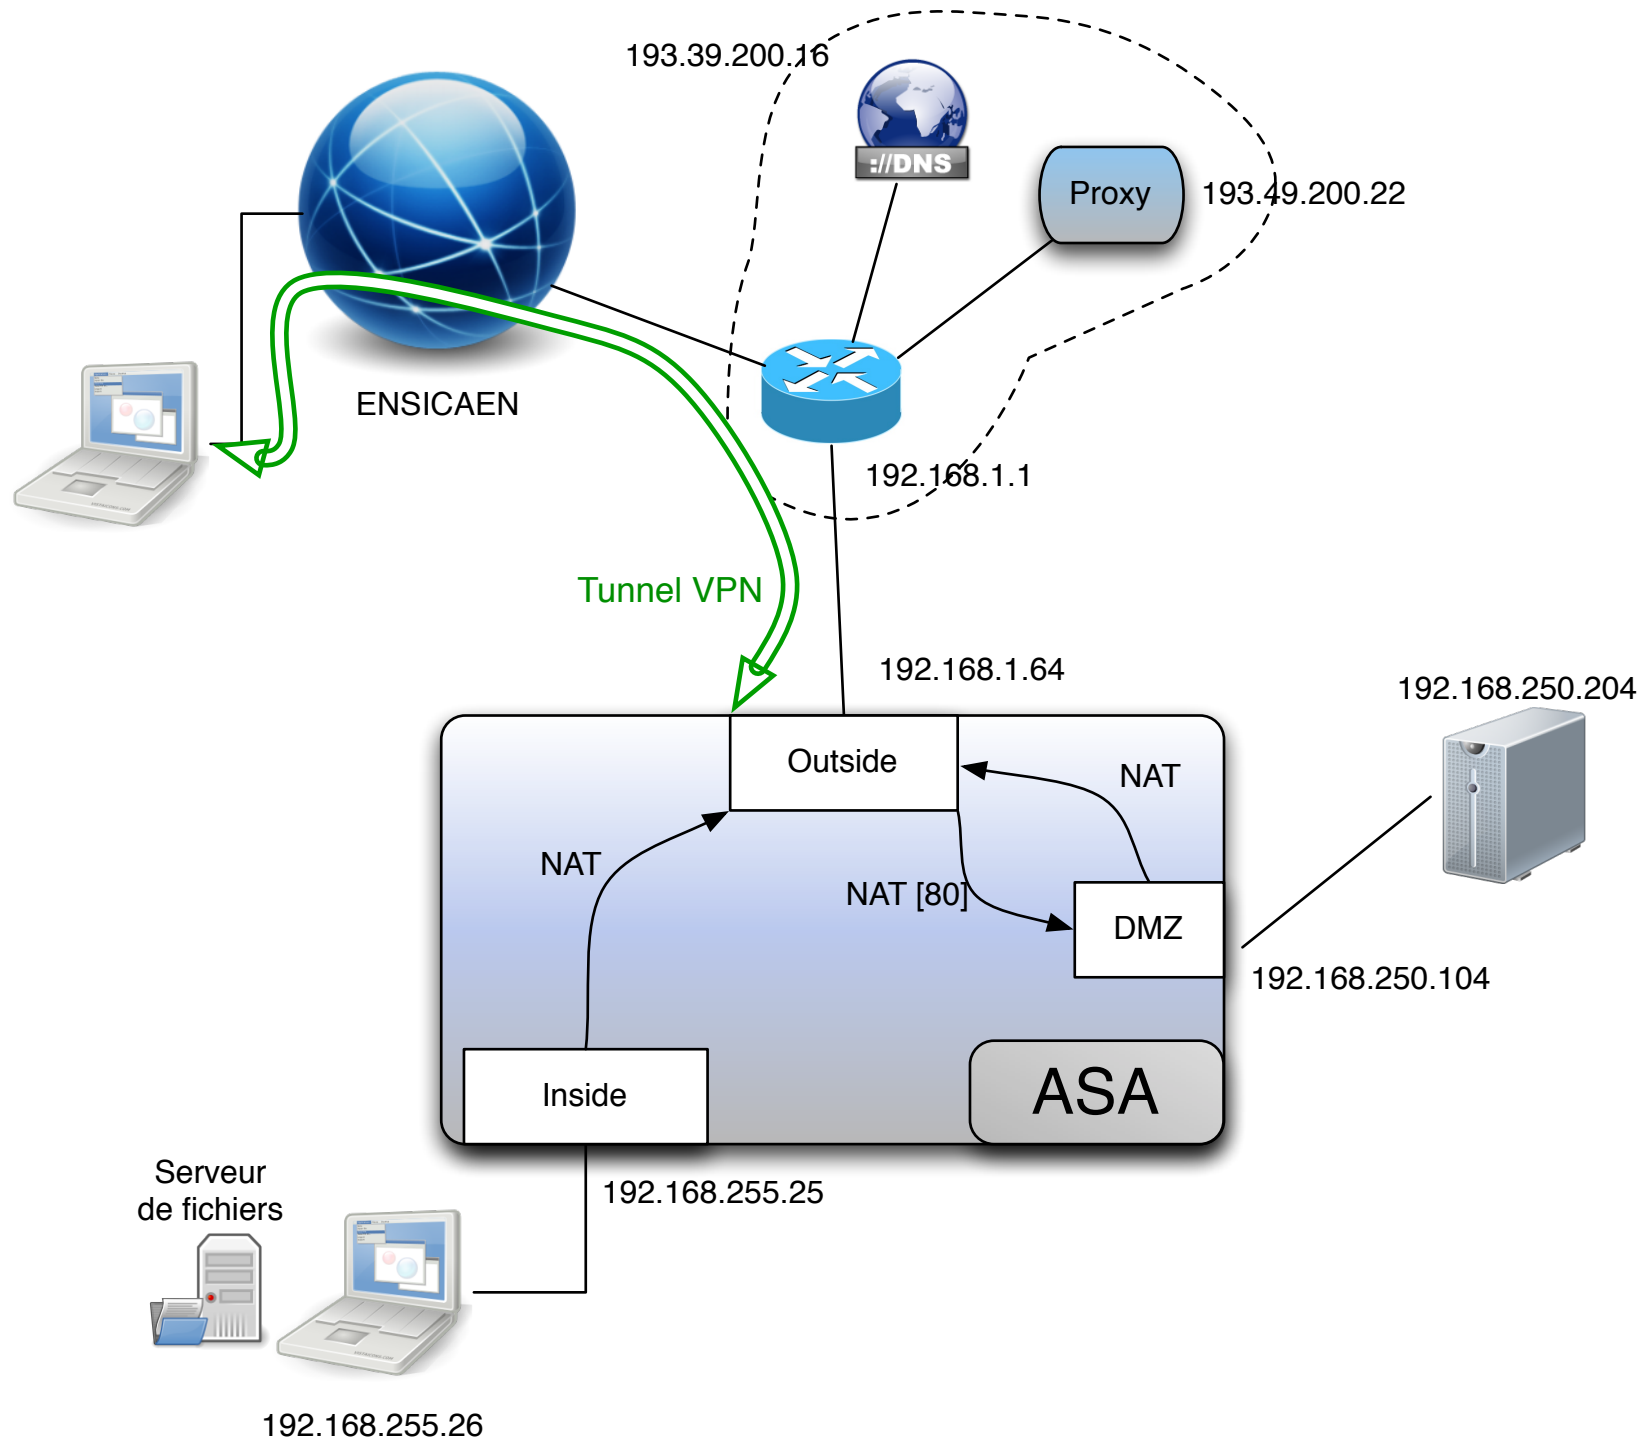 193.39.200.16
://DNS
Proxy
193.49.200.22
ENSICAEN
192.168.1.1
Tunnel VPN
192.168.1.64
192.168.250.204
Outside
NAT
NAT
NAT [80]
DMZ
192.168.250.104
Inside
ASA
Serveur
de fichiers
192.168.255.25
192.168.255.26